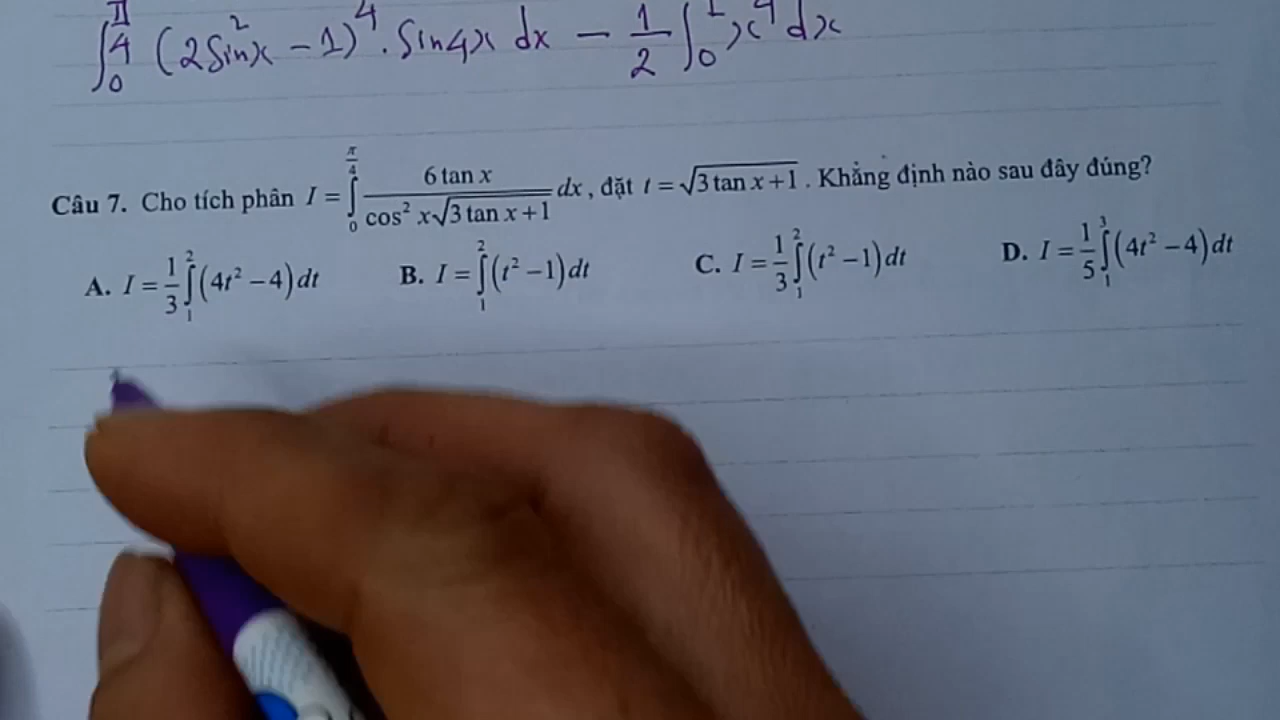 ∫₀^{π/4} (2sin²x − 1)⁴ . sin4x dx − 1/2 ∫₀¹ x⁴ dx
Câu 7. Cho tích phân I = ∫₀^{π/4} 6 tan x / (cos² x√(3 tan x + 1)) dx, đặt t = √(3 tan x + 1). Khẳng định nào sau đây đúng?
A. I = 1/3 ∫₁² (4t² − 4) dt B. I = ∫₁² (t² − 1) dt C. I = 1/3 ∫₁² (t² − 1) dt D. I = 1/5 ∫₁³ (4t² − 4) dt